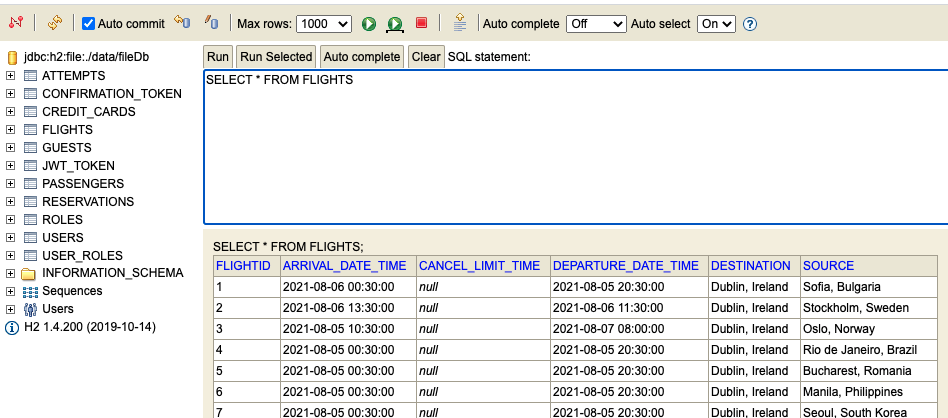 Auto commit Max rows: 1000 Auto complete Off Auto select On ?
jdbc:h2:file:./data/fileDb
ATTEMPTS
CONFIRMATION_TOKEN
CREDIT_CARDS
FLIGHTS
GUESTS
JWT_TOKEN
PASSENGERS
RESERVATIONS
ROLES
USERS
USER_ROLES
INFORMATION_SCHEMA
Sequences
Users
H2 1.4.200 (2019-10-14)
Run Run Selected Auto complete Clear SQL statement:
SELECT * FROM FLIGHTS
SELECT * FROM FLIGHTS;
FLIGHTID ARRIVAL_DATE_TIME CANCEL_LIMIT_TIME DEPARTURE_DATE_TIME DESTINATION SOURCE
1 2021-08-06 00:30:00 null 2021-08-05 20:30:00 Dublin, Ireland Sofia, Bulgaria
2 2021-08-06 13:30:00 null 2021-08-06 11:30:00 Dublin, Ireland Stockholm, Sweden
3 2021-08-05 10:30:00 null 2021-08-07 08:00:00 Dublin, Ireland Oslo, Norway
4 2021-08-05 00:30:00 null 2021-08-05 20:30:00 Dublin, Ireland Rio de Janeiro, Brazil
5 2021-08-05 00:30:00 null 2021-08-05 20:30:00 Dublin, Ireland Bucharest, Romania
6 2021-08-05 00:30:00 null 2021-08-05 20:30:00 Dublin, Ireland Manila, Philippines
7 2021-08-05 00:30:00 null 2021-08-05 20:30:00 Dublin, Ireland Seoul, South Korea